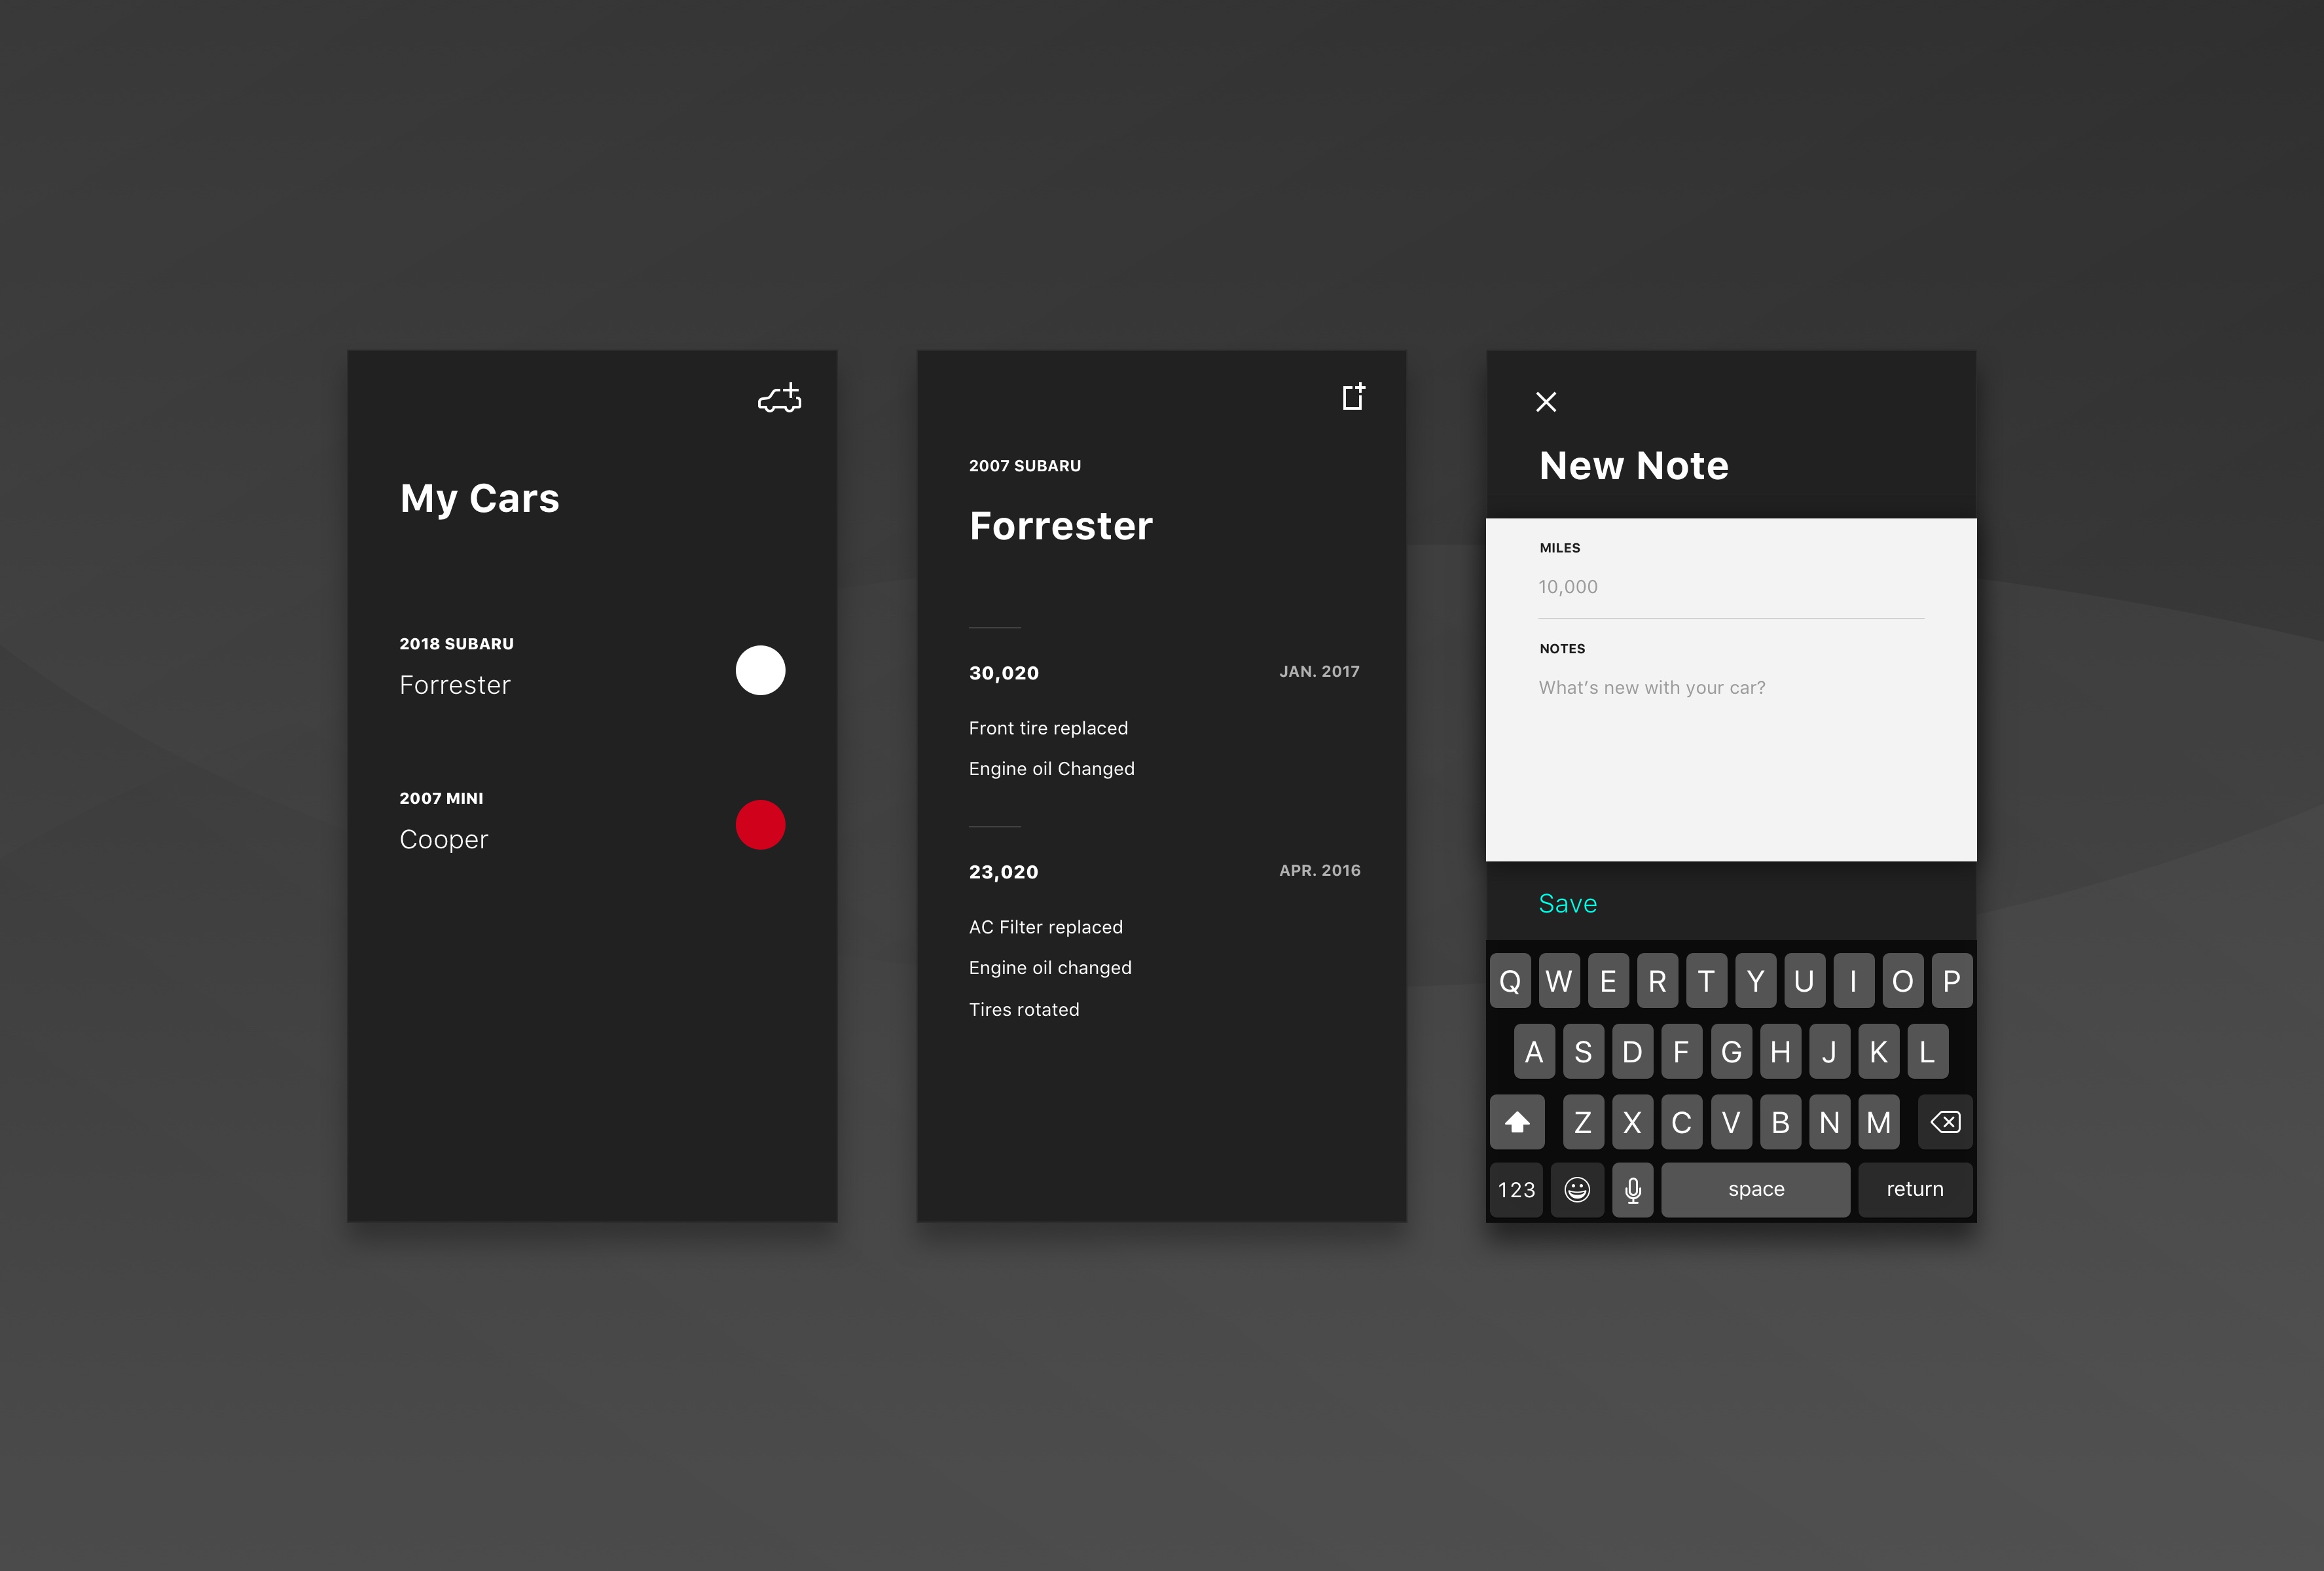 My Cars
2018 SUBARU
Forrester
2007 MINI
Cooper
2007 SUBARU
Forrester
30,020 JAN. 2017
Front tire replaced
Engine oil Changed
23,020 APR. 2016
AC Filter replaced
Engine oil changed
Tires rotated
New Note
MILES
10,000
NOTES
What's new with your car?
Save
Q W E R T Y U I O P
A S D F G H J K L
Z X C V B N M
123 space return